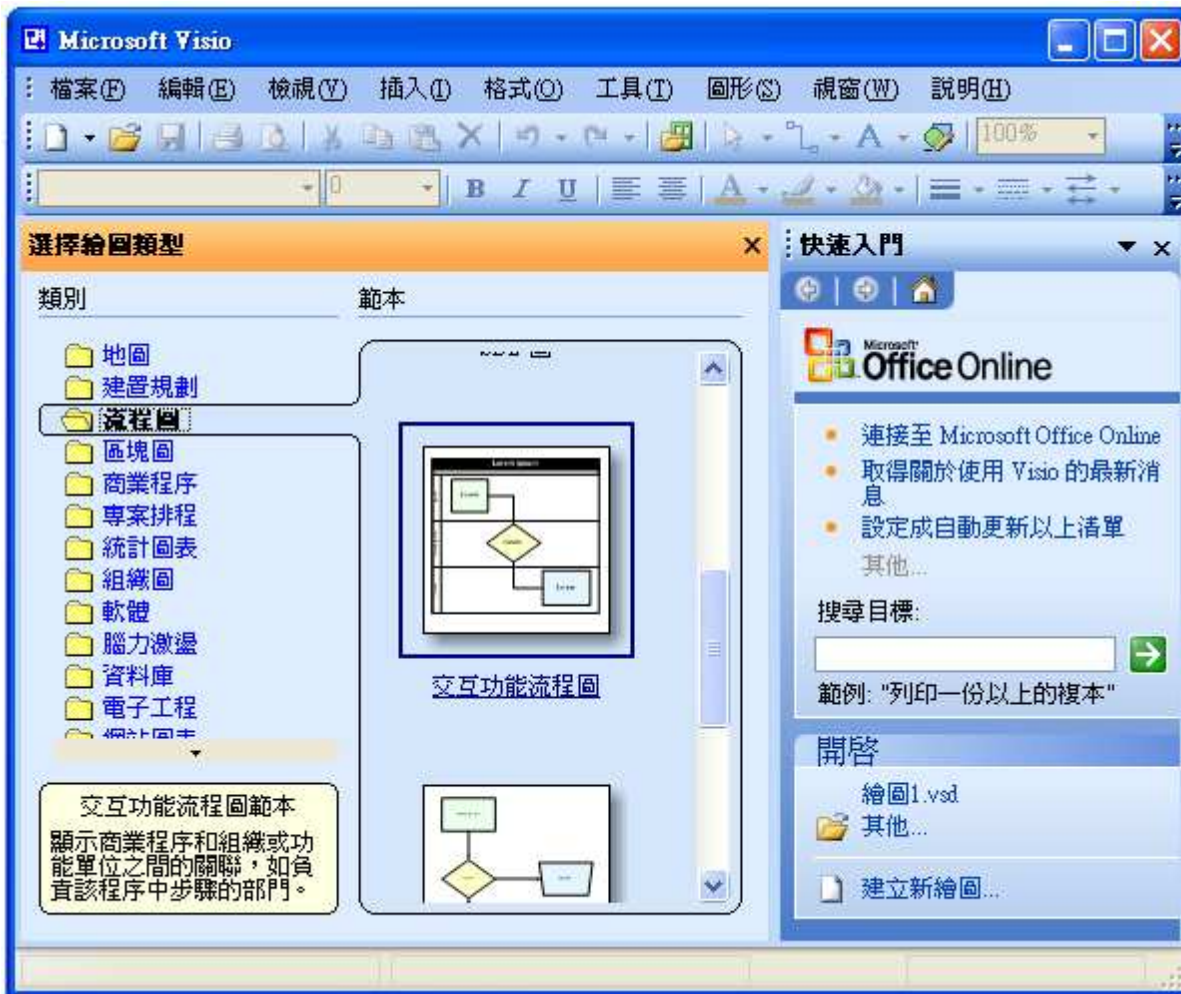 Microsoft Visio
檔案(F) 編輯(E) 檢視(V) 插入(I) 格式(O) 工具(T) 圖形(S) 視窗(W) 說明(H)
100%
0 B I U A
選擇繪圖類型
類別
範本
地圖
建置規劃
流程圖
區塊圖
商業程序
專案排程
統計圖表
組織圖
軟體
腦力激盪
資料庫
電子工程
網站圖表
交互功能流程圖範本
顯示商業程序和組織或功
能單位之間的關聯，如負
責該程序中步驟的部門。
交互功能流程圖
快速入門
Microsoft
Office Online
連接至 Microsoft Office Online
取得關於使用 Visio 的最新消
息
設定成自動更新以上清單
其他...
搜尋目標:
範例: "列印一份以上的複本"
開啓
繪圖1.vsd
其他...
建立新繪圖...